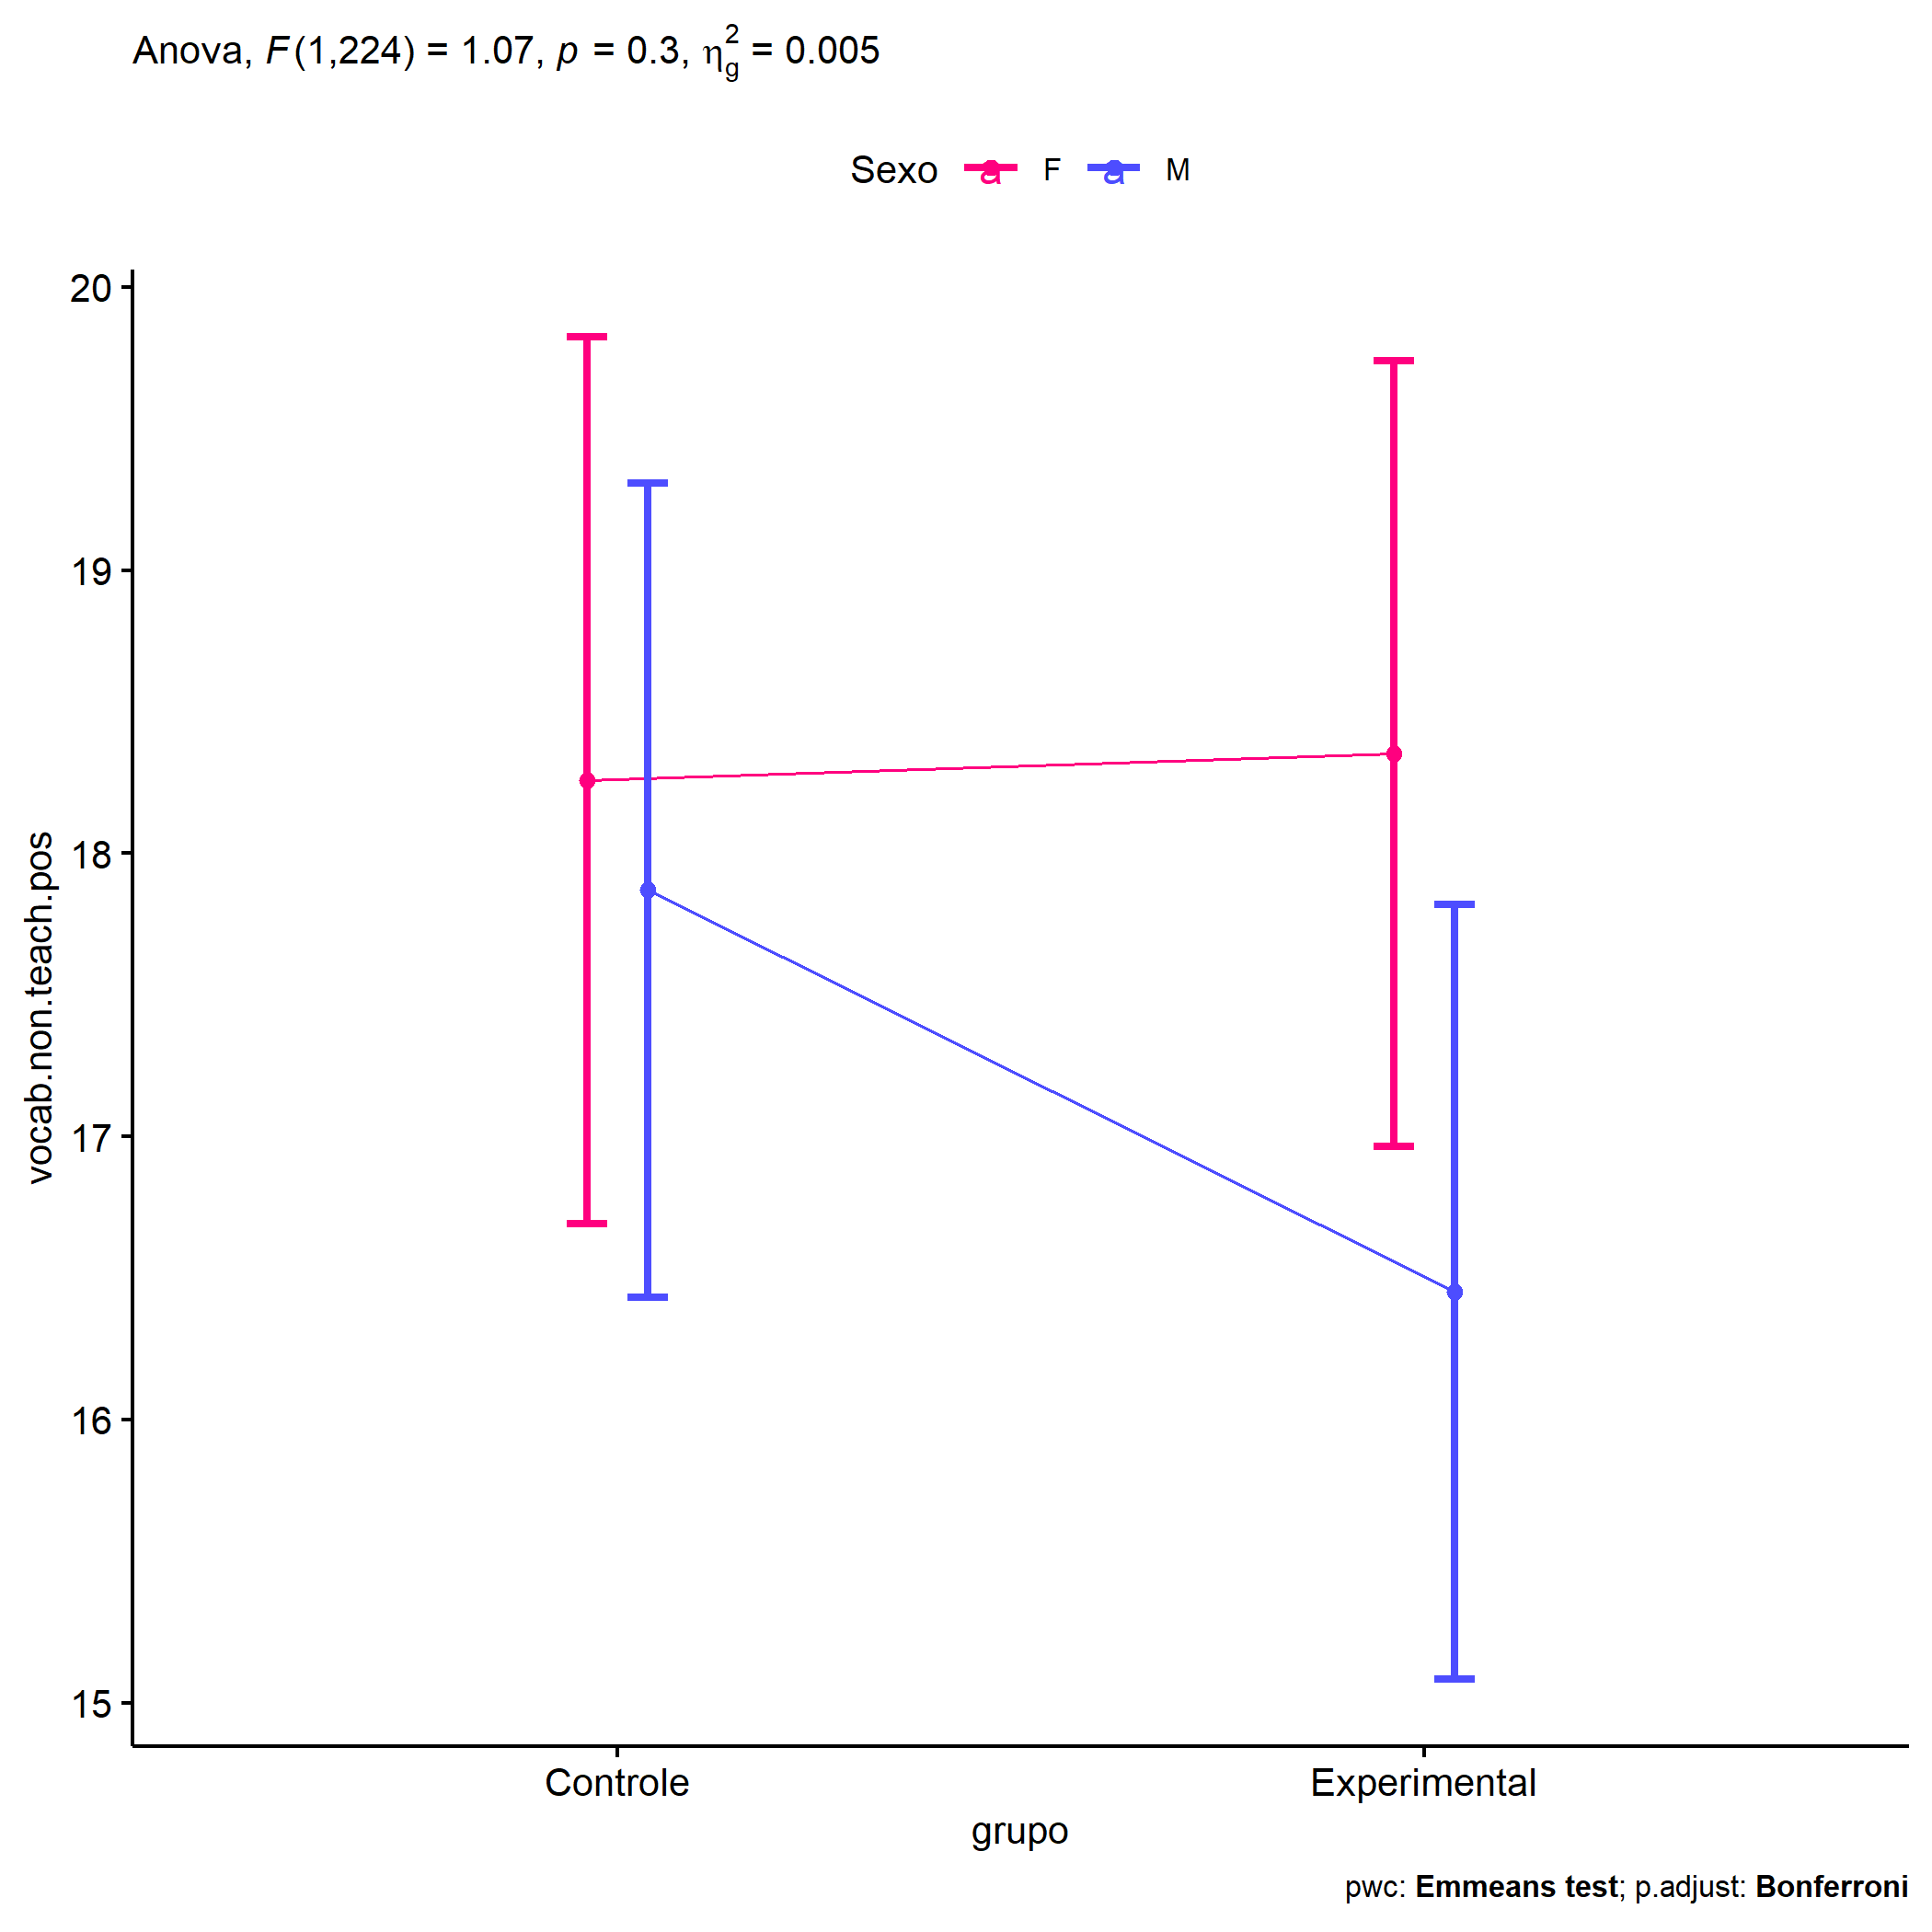 Anova, F(1,224) = 1.07, p = 0.3, η²g = 0.005
Sexo a F a M
20
19
18
17
16
15
vocab.non.teach.pos
Controle Experimental
grupo
pwc: Emmeans test; p.adjust: Bonferroni